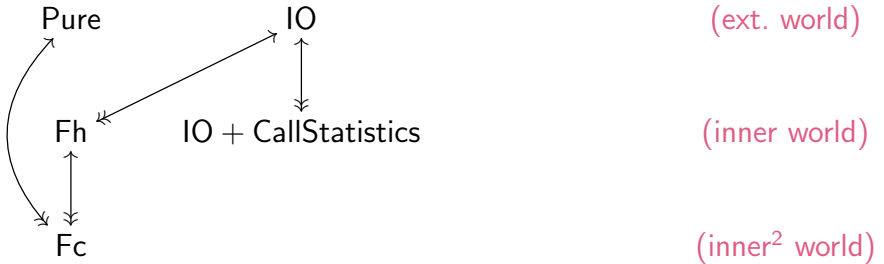 Pure IO (ext. world)
Fh IO + CallStatistics (inner world)
Fc (inner² world)